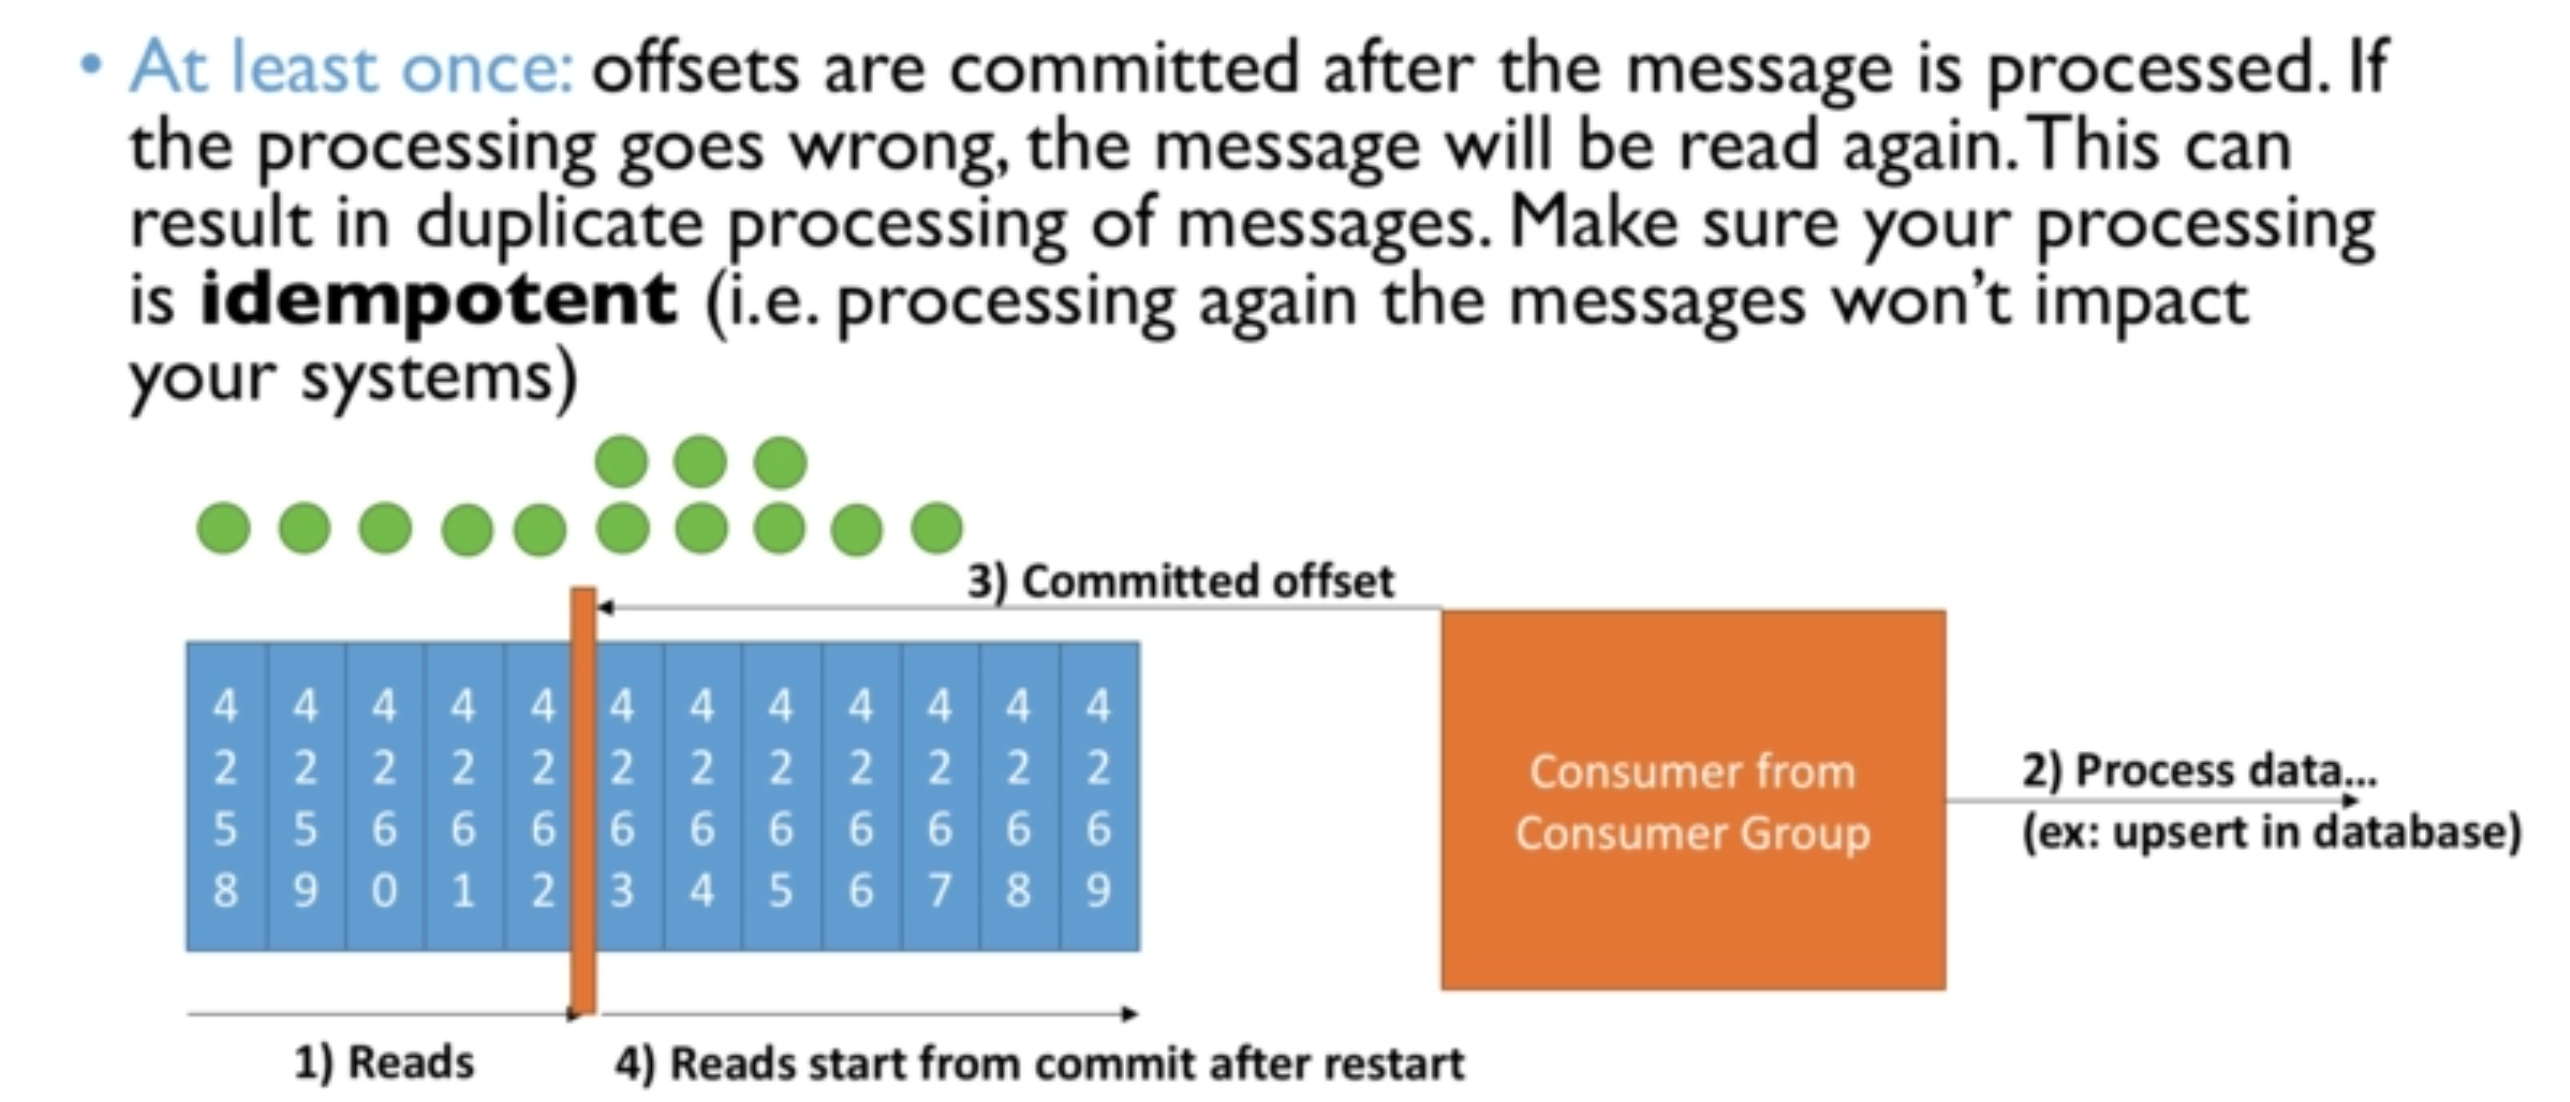 • At least once: offsets are committed after the message is processed. If
the processing goes wrong, the message will be read again. This can
result in duplicate processing of messages. Make sure your processing
is idempotent (i.e. processing again the messages won't impact
your systems)
3) Committed offset
4258 4259 4260 4261 4262 4263 4264 4265 4266 4267 4268 4269
Consumer from
Consumer Group
2) Process data...
(ex: upsert in database)
1) Reads
4) Reads start from commit after restart